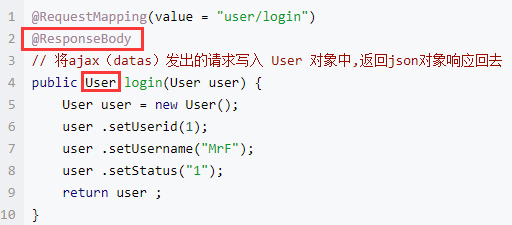 1 @RequestMapping(value = "user/login")
2 @ResponseBody
3 // 将ajax（datas）发出的请求写入 User 对象中,返回json对象响应回去
4 public User login(User user) {
5 User user = new User();
6 user .setUserid(1);
7 user .setUsername("MrF");
8 user .setStatus("1");
9 return user ;
10 }